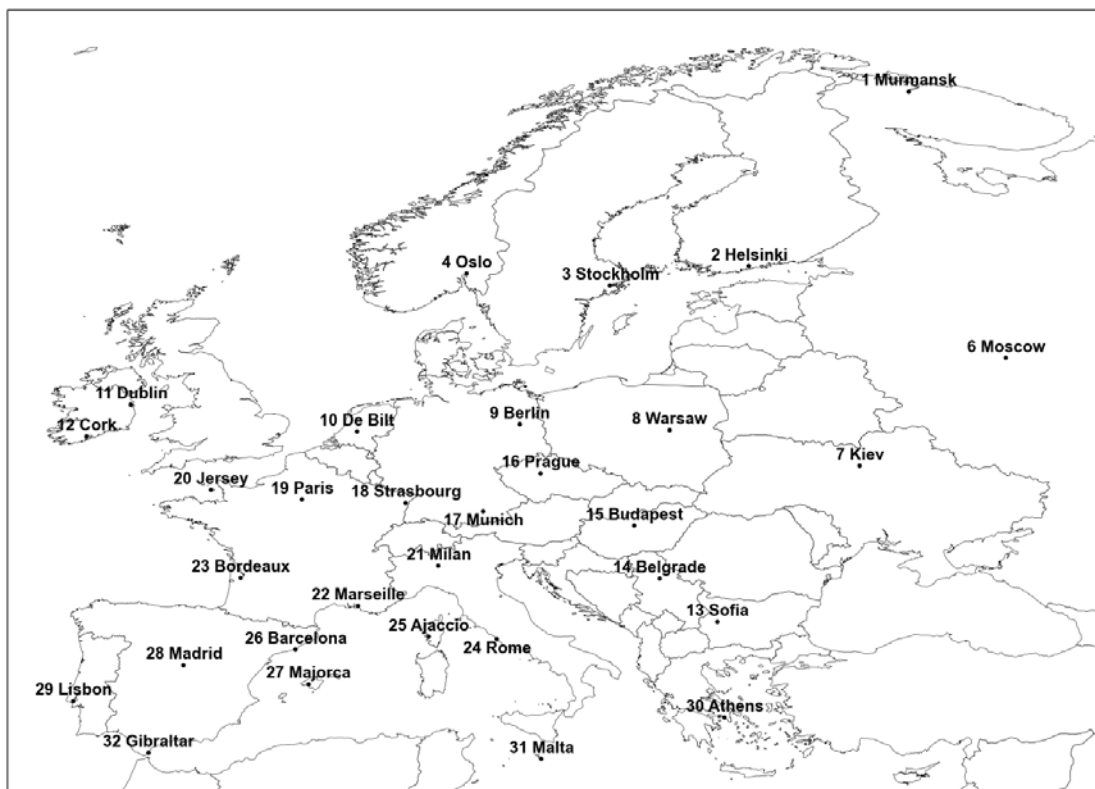 1 Murmansk
2 Helsinki
4 Oslo
3 Stockholm
6 Moscow
11 Dublin
9 Berlin
10 De Bilt
8 Warsaw
12 Cork
7 Kiev
16 Prague
20 Jersey
19 Paris
18 Strasbourg
17 Munich
15 Budapest
21 Milan
23 Bordeaux
14 Belgrade
22 Marseille
13 Sofia
25 Ajaccio
26 Barcelona
24 Rome
28 Madrid
27 Majorca
29 Lisbon
30 Athens
32 Gibraltar
31 Malta